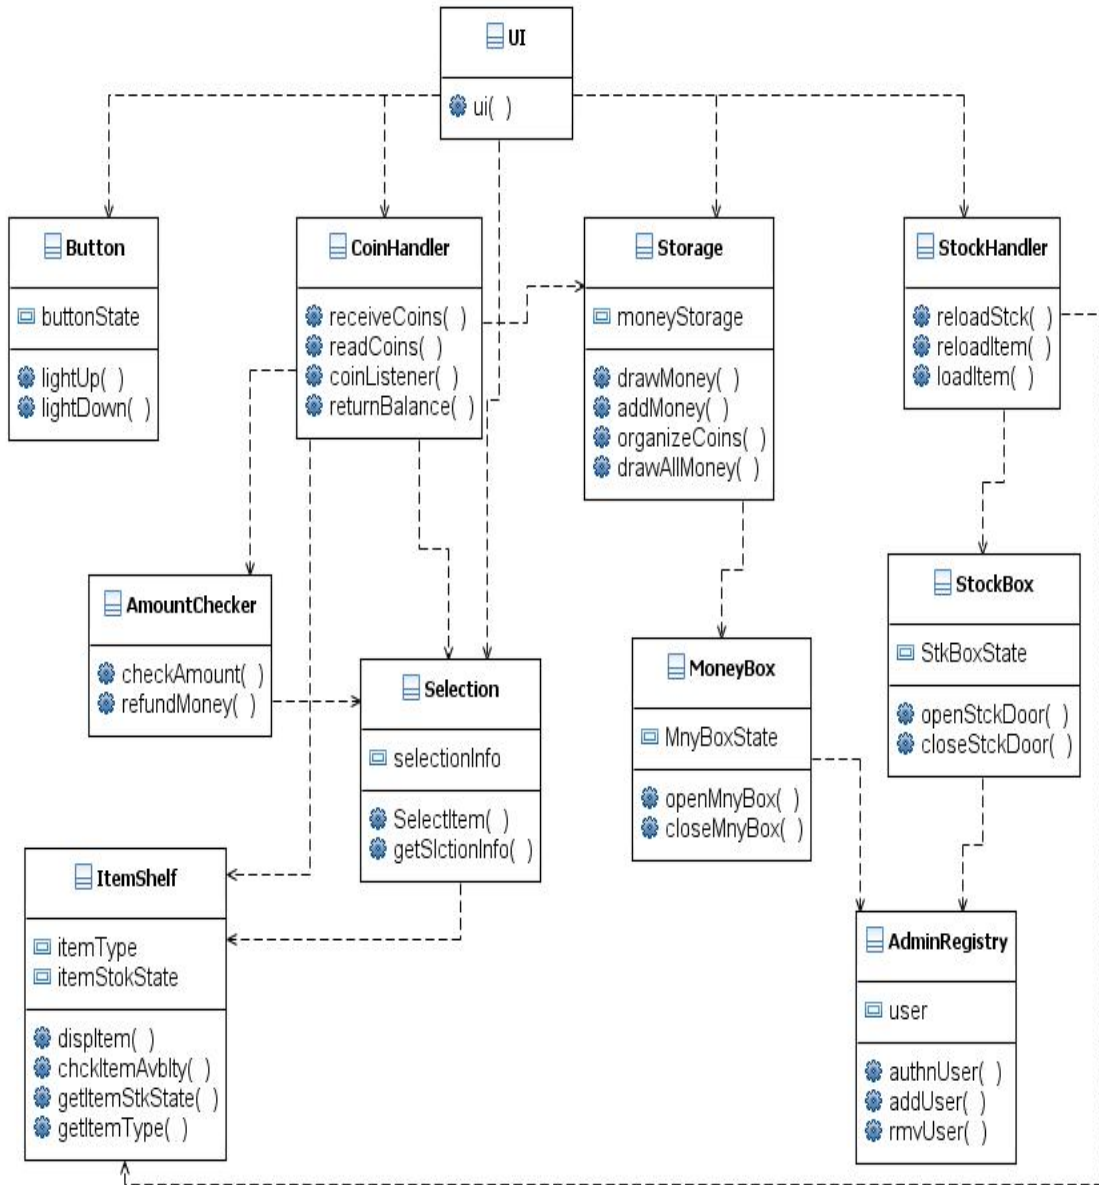 UI
ui( )
Button
buttonState
lightUp( )
lightDown( )
CoinHandler
receiveCoins( )
readCoins( )
coinListener( )
returnBalance( )
Storage
moneyStorage
drawMoney( )
addMoney( )
organizeCoins( )
drawAllMoney( )
StockHandler
reloadStck( )
reloadItem( )
loadItem( )
AmountChecker
checkAmount( )
refundMoney( )
Selection
selectionInfo
SelectItem( )
getSlctionInfo( )
MoneyBox
MnyBoxState
openMnyBox( )
closeMnyBox( )
StockBox
StkBoxState
openStckDoor( )
closeStckDoor( )
ItemShelf
itemType
itemStokState
dispItem( )
chckItemAvblty( )
getItemStkState( )
getItemType( )
AdminRegistry
user
authnUser( )
addUser( )
rmvUser( )